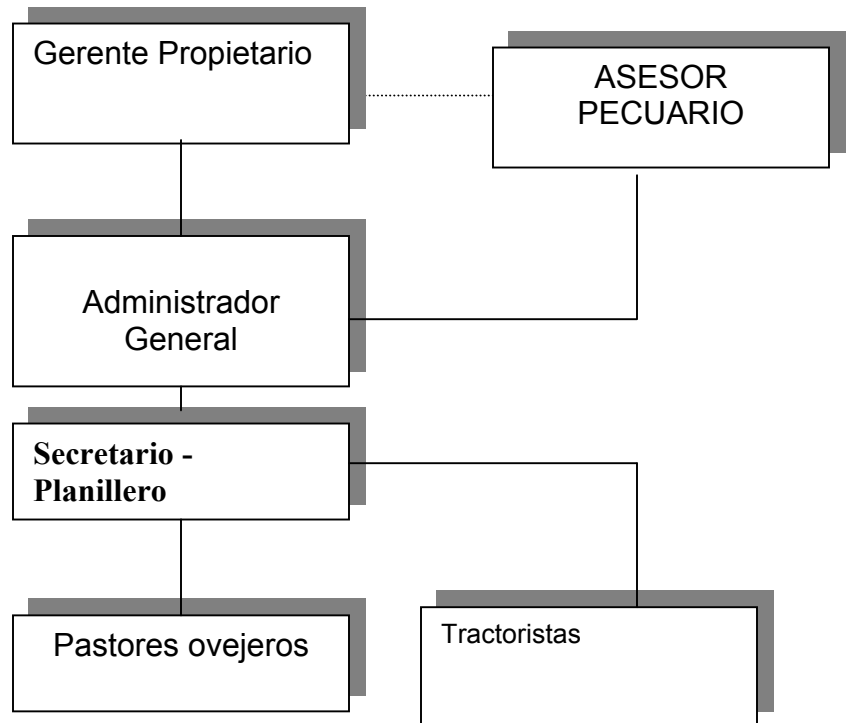 Gerente Propietario
ASESOR
PECUARIO
Administrador
General
Secretario -
Planillero
Pastores ovejeros
Tractoristas